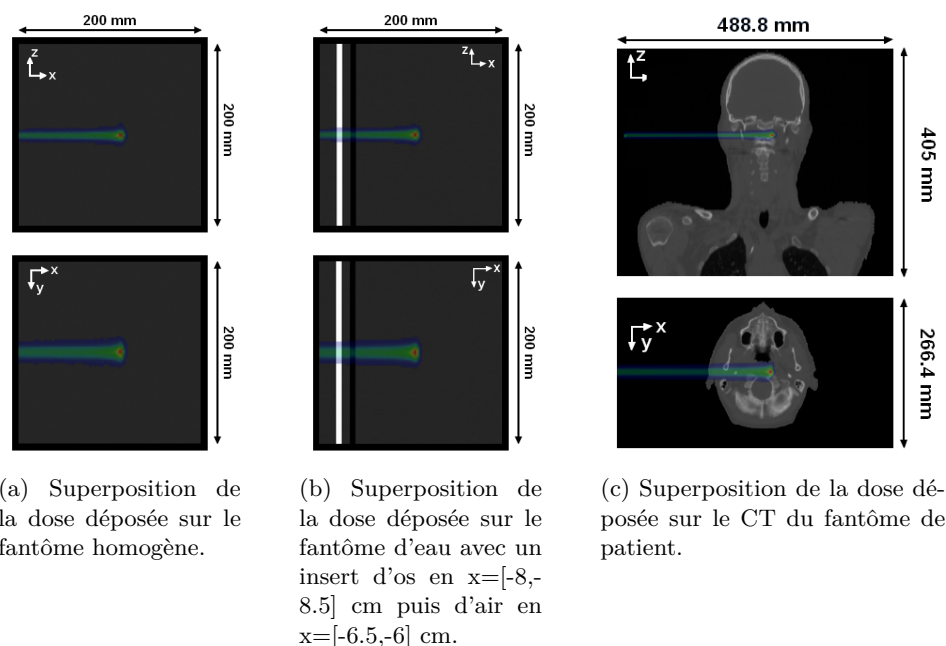 200 mm
z
x
200 mm
x
y
200 mm
(a) Superposition de
la dose déposée sur le
fantôme homogène.
200 mm
z
x
200 mm
x
y
200 mm
(b) Superposition de
la dose déposée sur le
fantôme d'eau avec un
insert d'os en x=[-8,-
8.5] cm puis d'air en
x=[-6.5,-6] cm.
488.8 mm
z
405 mm
x
y
266.4 mm
(c) Superposition de la dose dé-
posée sur le CT du fantôme de
patient.